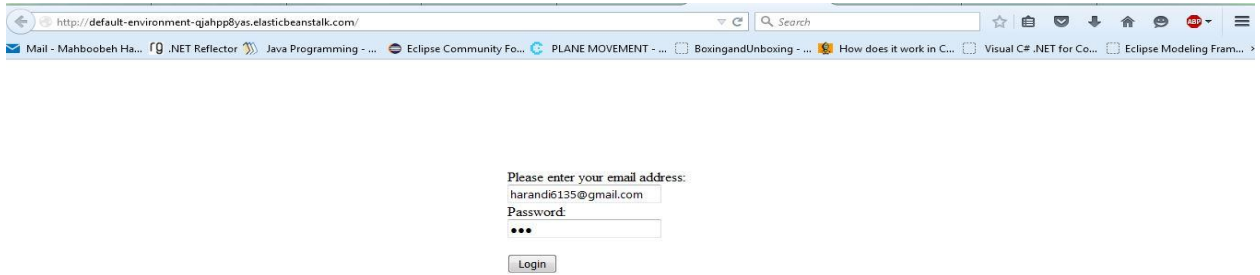 http://default-environment-qjahpp8yas.elasticbeanstalk.com/ Search ABP
Mail - Mahboobeh Ha... .NET Reflector Java Programming - ... Eclipse Community Fo... PLANE MOVEMENT - ... BoxingandUnboxing - ... How does it work in C... Visual C# .NET for Co... Eclipse Modeling Fram...
Please enter your email address:
harandi6135@gmail.com
Password:
•••
Login